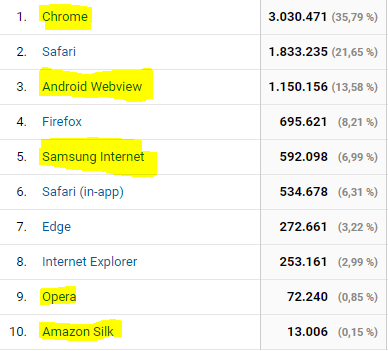 1. Chrome 3.030.471 (35,79 %)
2. Safari 1.833.235 (21,65 %)
3. Android Webview 1.150.156 (13,58 %)
4. Firefox 695.621 (8,21 %)
5. Samsung Internet 592.098 (6,99 %)
6. Safari (in-app) 534.678 (6,31 %)
7. Edge 272.661 (3,22 %)
8. Internet Explorer 253.161 (2,99 %)
9. Opera 72.240 (0,85 %)
10. Amazon Silk 13.006 (0,15 %)